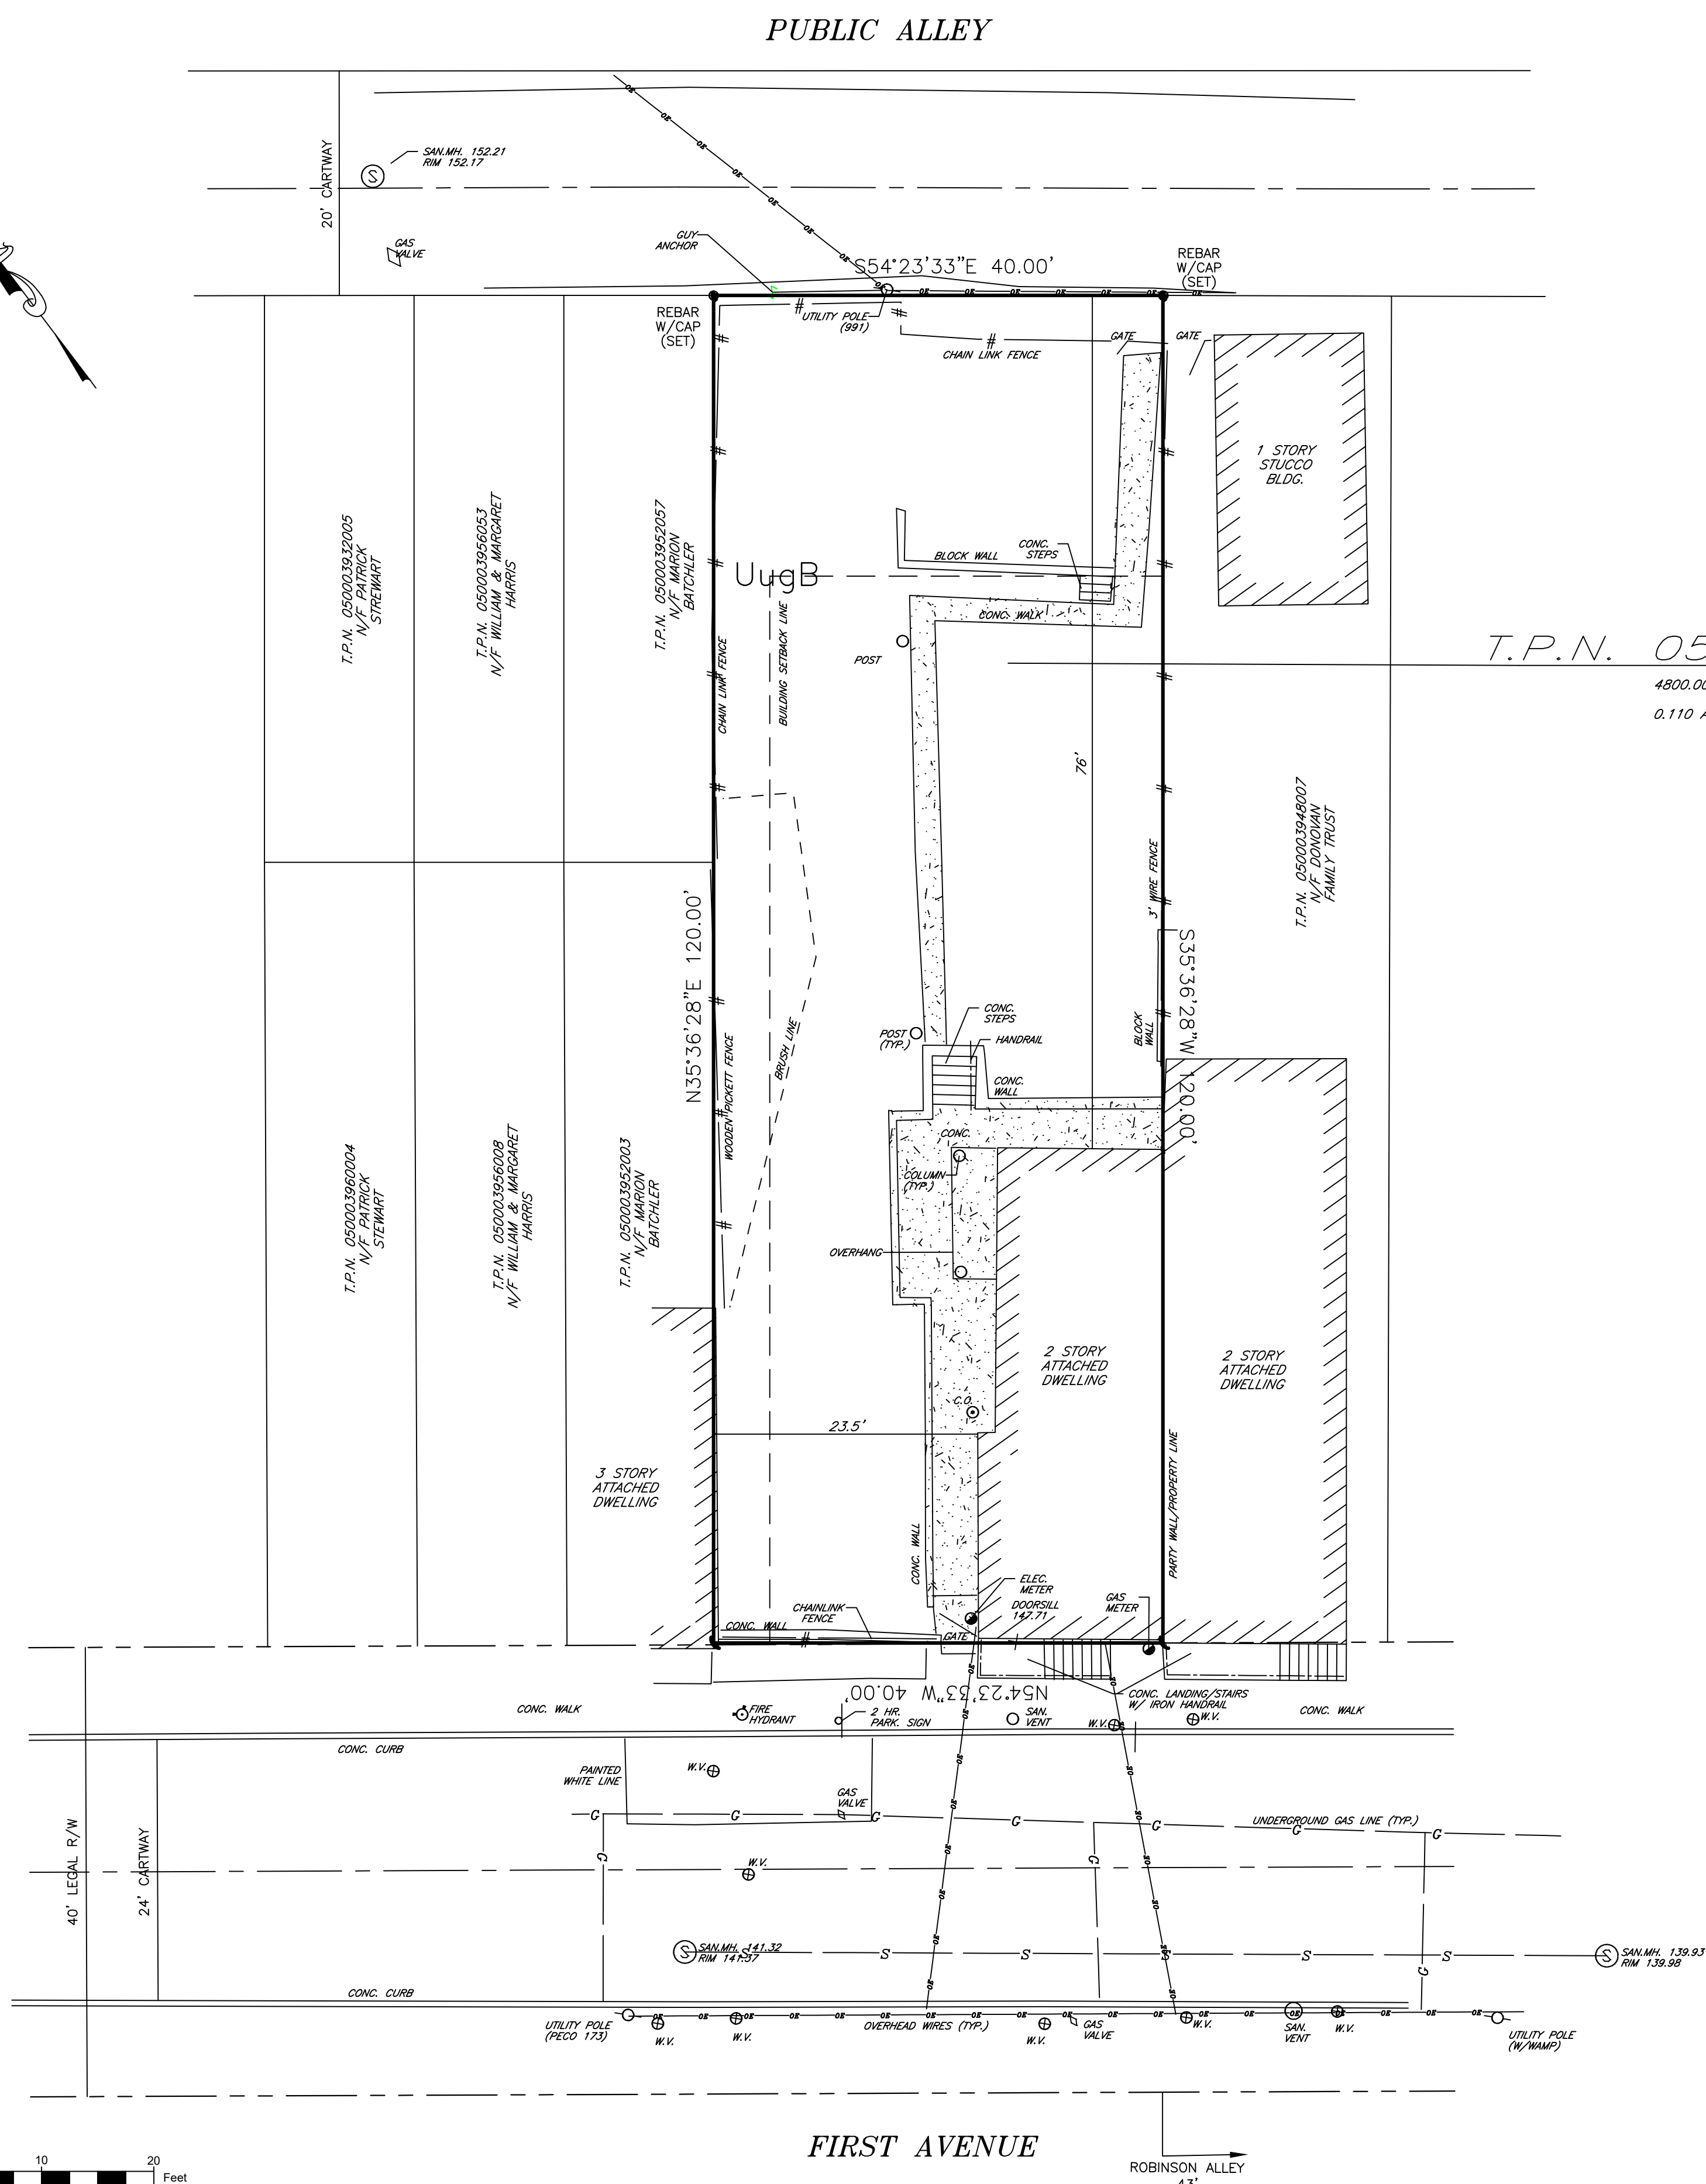 PUBLIC ALLEY
20' CARTWAY
SAN.MH. 152.21
RIM 152.17
GAS
VALVE
GUY
ANCHOR
S54°23'33"E 40.00'
REBAR
W/CAP
(SET)
REBAR
W/CAP
(SET)
UTILITY POLE
(991)
CHAIN LINK FENCE
GATE
GATE
1 STORY
STUCCO
BLDG.
T.P.N. 050003932005
N/F PATRICK
STREWART
T.P.N. 050003956053
N/F WILLIAM & MARGARET
HARRIS
T.P.N. 050003952057
N/F MARION
BATCHLER
UugB
BLOCK WALL
CONC.
STEPS
CONC. WALK
POST
CHAIN LINK FENCE
BUILDING SETBACK LINE
T.P.N. 05
4800.00
0.110 A
76'
3' WIRE FENCE
T.P.N. 050003948007
N/F DONOVAN
FAMILY TRUST
N35°36'28"E 120.00'
S35°36'28"W 120.00'
BLOCK
WALL
CONC.
STEPS
POST
(TYP.)
HANDRAIL
BRUSH LINE
WOODEN PICKETT FENCE
CONC.
WALL
CONC.
COLUMN
(TYP.)
OVERHANG
T.P.N. 050003960004
N/F PATRICK
STEWART
T.P.N. 050003956008
N/F WILLIAM & MARGARET
HARRIS
T.P.N. 050003952003
N/F MARION
BATCHLER
2 STORY
ATTACHED
DWELLING
2 STORY
ATTACHED
DWELLING
C.O.
23.5'
3 STORY
ATTACHED
DWELLING
PARTY WALL/PROPERTY LINE
CONC. WALL
ELEC.
METER
DOORSILL
147.71
GAS
METER
CHAINLINK
FENCE
CONC. WALL
GATE
N54°23'33"W 40.00'
CONC. LANDING/STAIRS
W/ IRON HANDRAIL
CONC. WALK
FIRE
HYDRANT
2 HR.
PARK. SIGN
SAN.
VENT
W.V.
W.V.
CONC. WALK
CONC. CURB
PAINTED
WHITE LINE
W.V.
GAS
VALVE
UNDERGROUND GAS LINE (TYP.)
40' LEGAL R/W
24' CARTWAY
W.V.
SAN.MH. 141.32
RIM 141.37
SAN.MH. 139.93
RIM 139.98
CONC. CURB
UTILITY POLE
(PECO 173)
W.V.
W.V.
OVERHEAD WIRES (TYP.)
W.V.
GAS
VALVE
W.V.
SAN.
VENT
W.V.
UTILITY POLE
(W/WAMP)
FIRST AVENUE
ROBINSON ALLEY
10
20
Feet